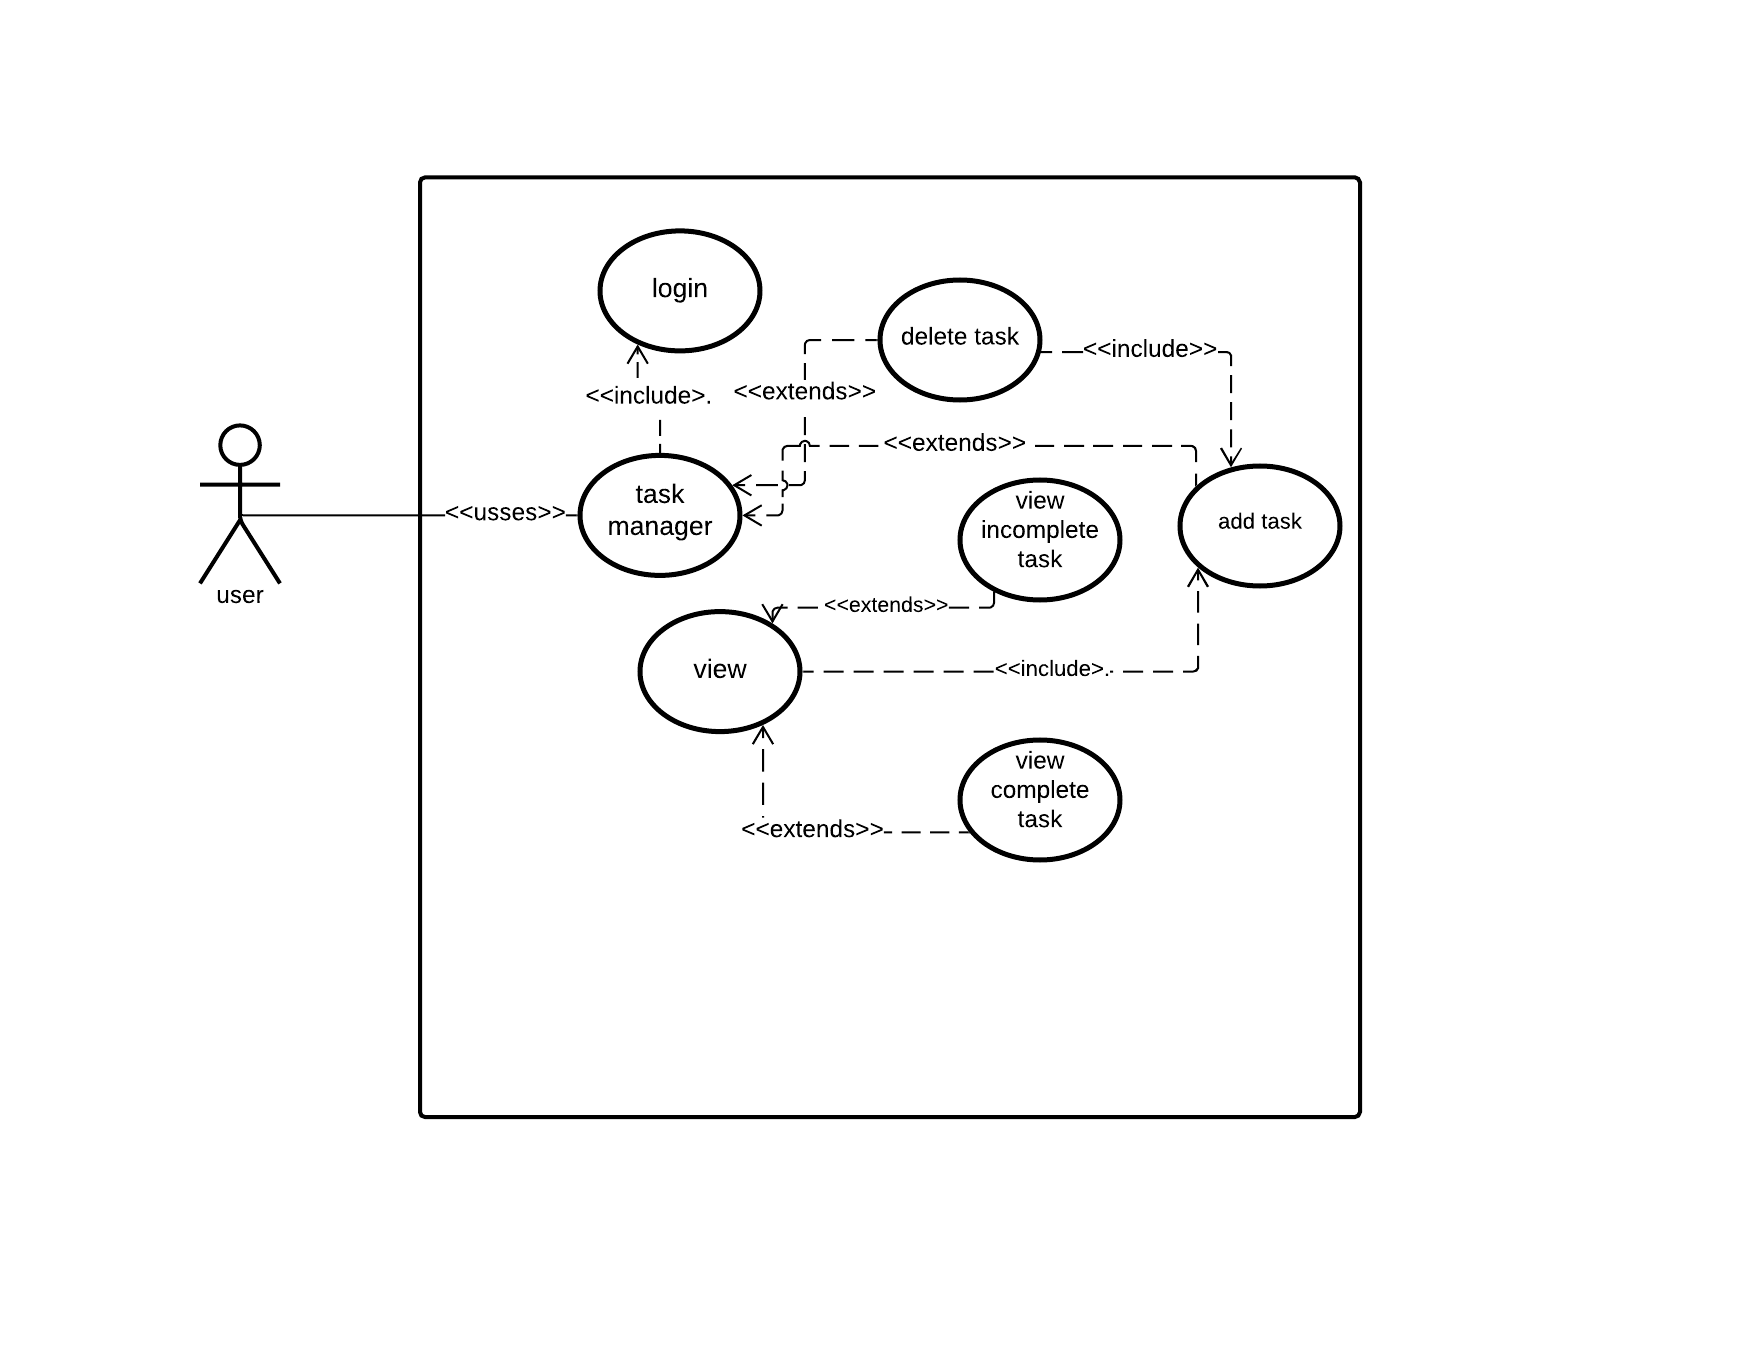 login
delete task
<<include>>
<<include>.
<<extends>>
<<extends>>
task
manager
<<usses>>
view
incomplete
task
add task
user
<<extends>>
view
<<include>.
view
complete
task
<<extends>>